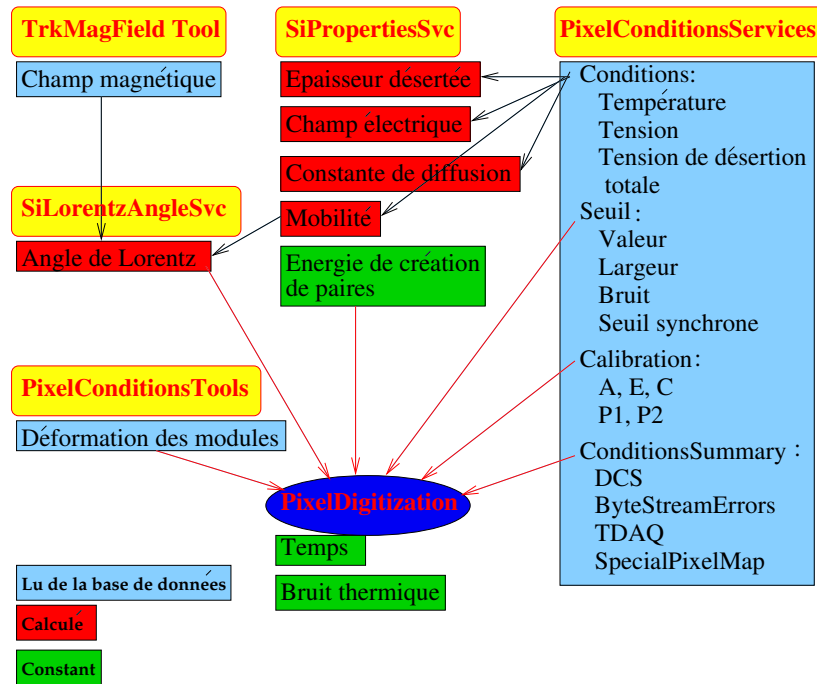 TrkMagField Tool
Champ magnétique
SiLorentzAngleSvc
Angle de Lorentz
PixelConditionsTools
Déformation des modules
SiPropertiesSvc
Epaisseur désertée
Champ électrique
Constante de diffusion
Mobilité
Energie de création
de paires
PixelDigitization
Temps
Bruit thermique
PixelConditionsServices
Conditions:
Température
Tension
Tension de désertion
totale
Seuil :
Valeur
Largeur
Bruit
Seuil synchrone
Calibration :
A, E, C
P1, P2
ConditionsSummary :
DCS
ByteStreamErrors
TDAQ
SpecialPixelMap
Lu de la base de données
Calculé
Constant